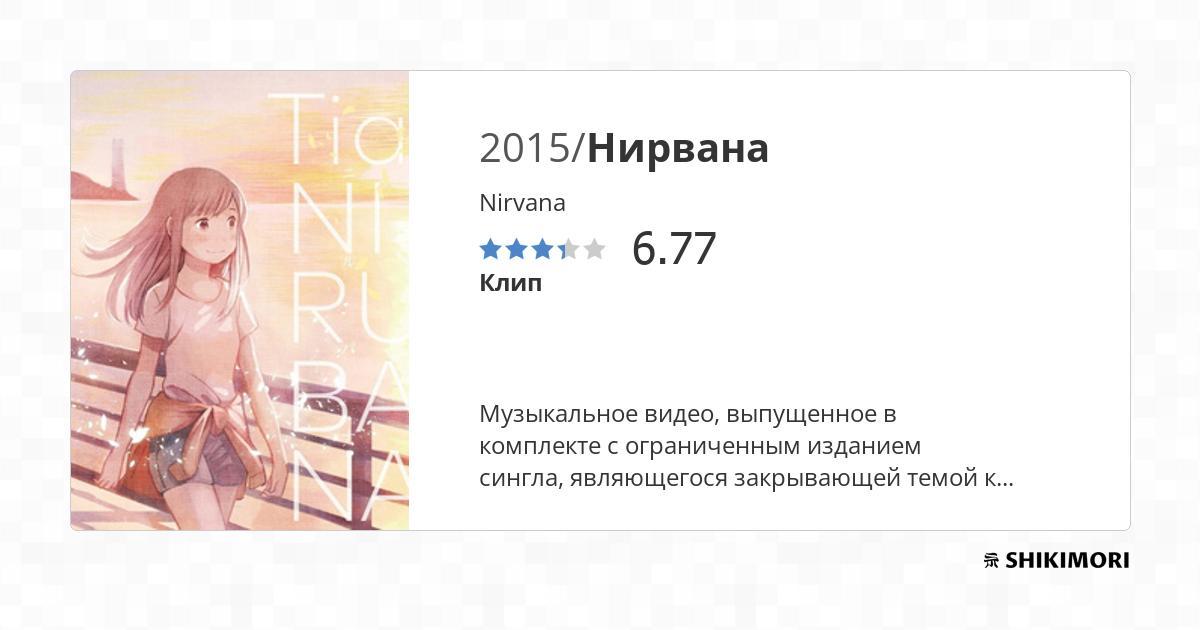 Tia
NI
RU
BA
NA
2015/Нирвана
Nirvana
6.77
Клип
Музыкальное видео, выпущенное в
комплекте с ограниченным изданием
сингла, являющегося закрывающей темой к...
SHIKIMORI